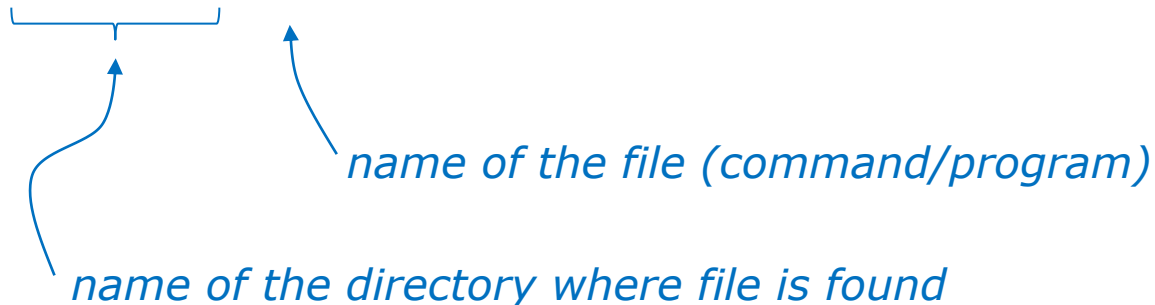 name of the file (command/program)
name of the directory where file is found